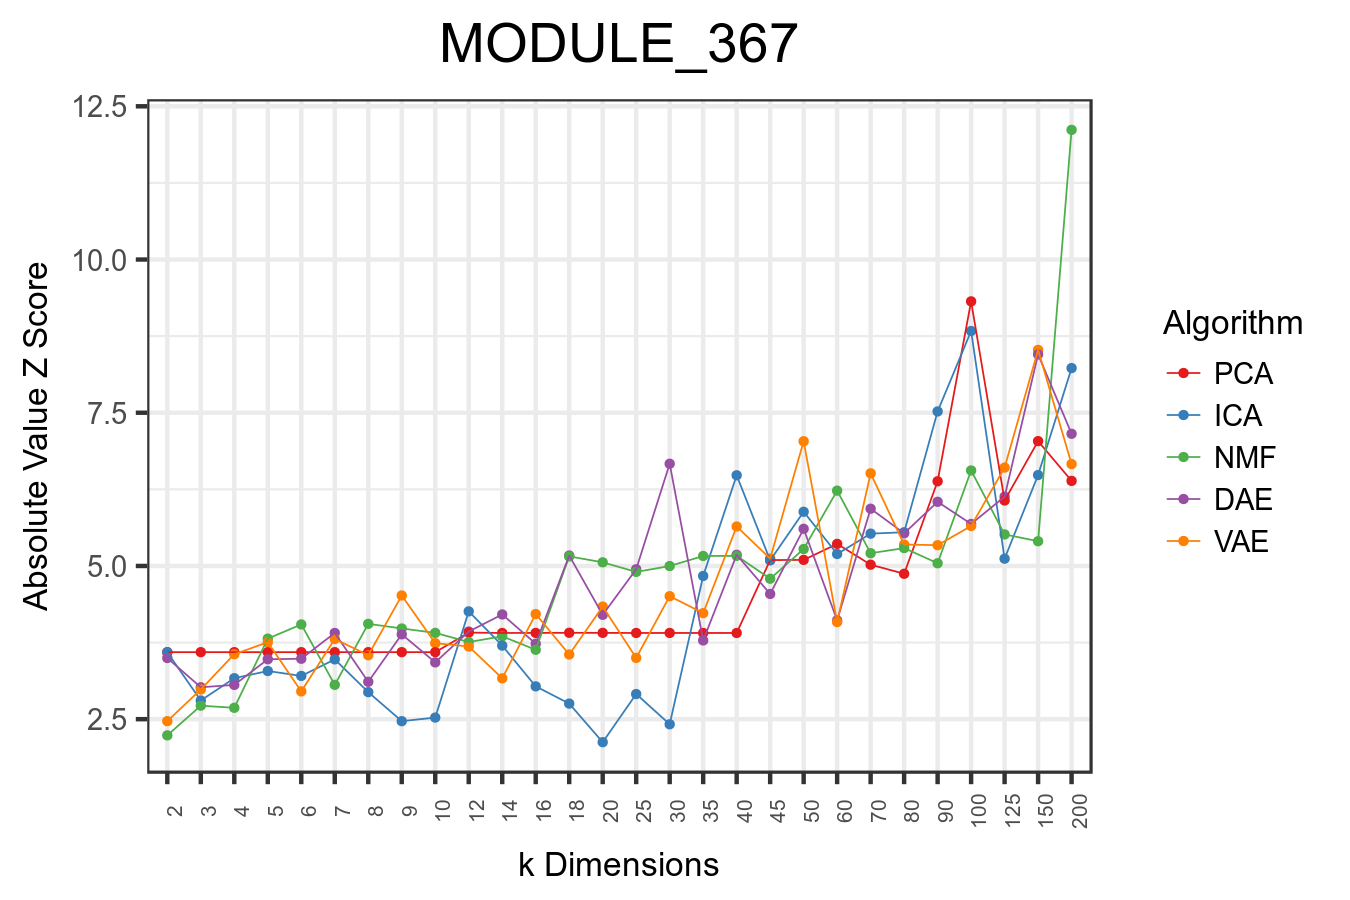 MODULE_367
Absolute Value Z Score
12.5
10.0
7.5
5.0
2.5
2 3 4 5 6 7 8 9 10 12 14 16 18 20 25 30 35 40 45 50 60 70 80 90 100 125 150 200
k Dimensions
Algorithm
PCA
ICA
NMF
DAE
VAE